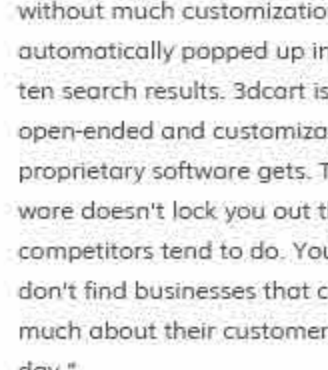 without much customizatio
automatically popped up in
ten search results. 3dcart is
open-ended and customiza
proprietary software gets. T
ware doesn't lock you out t
competitors tend to do. You
don't find businesses that c
much about their customer
day."